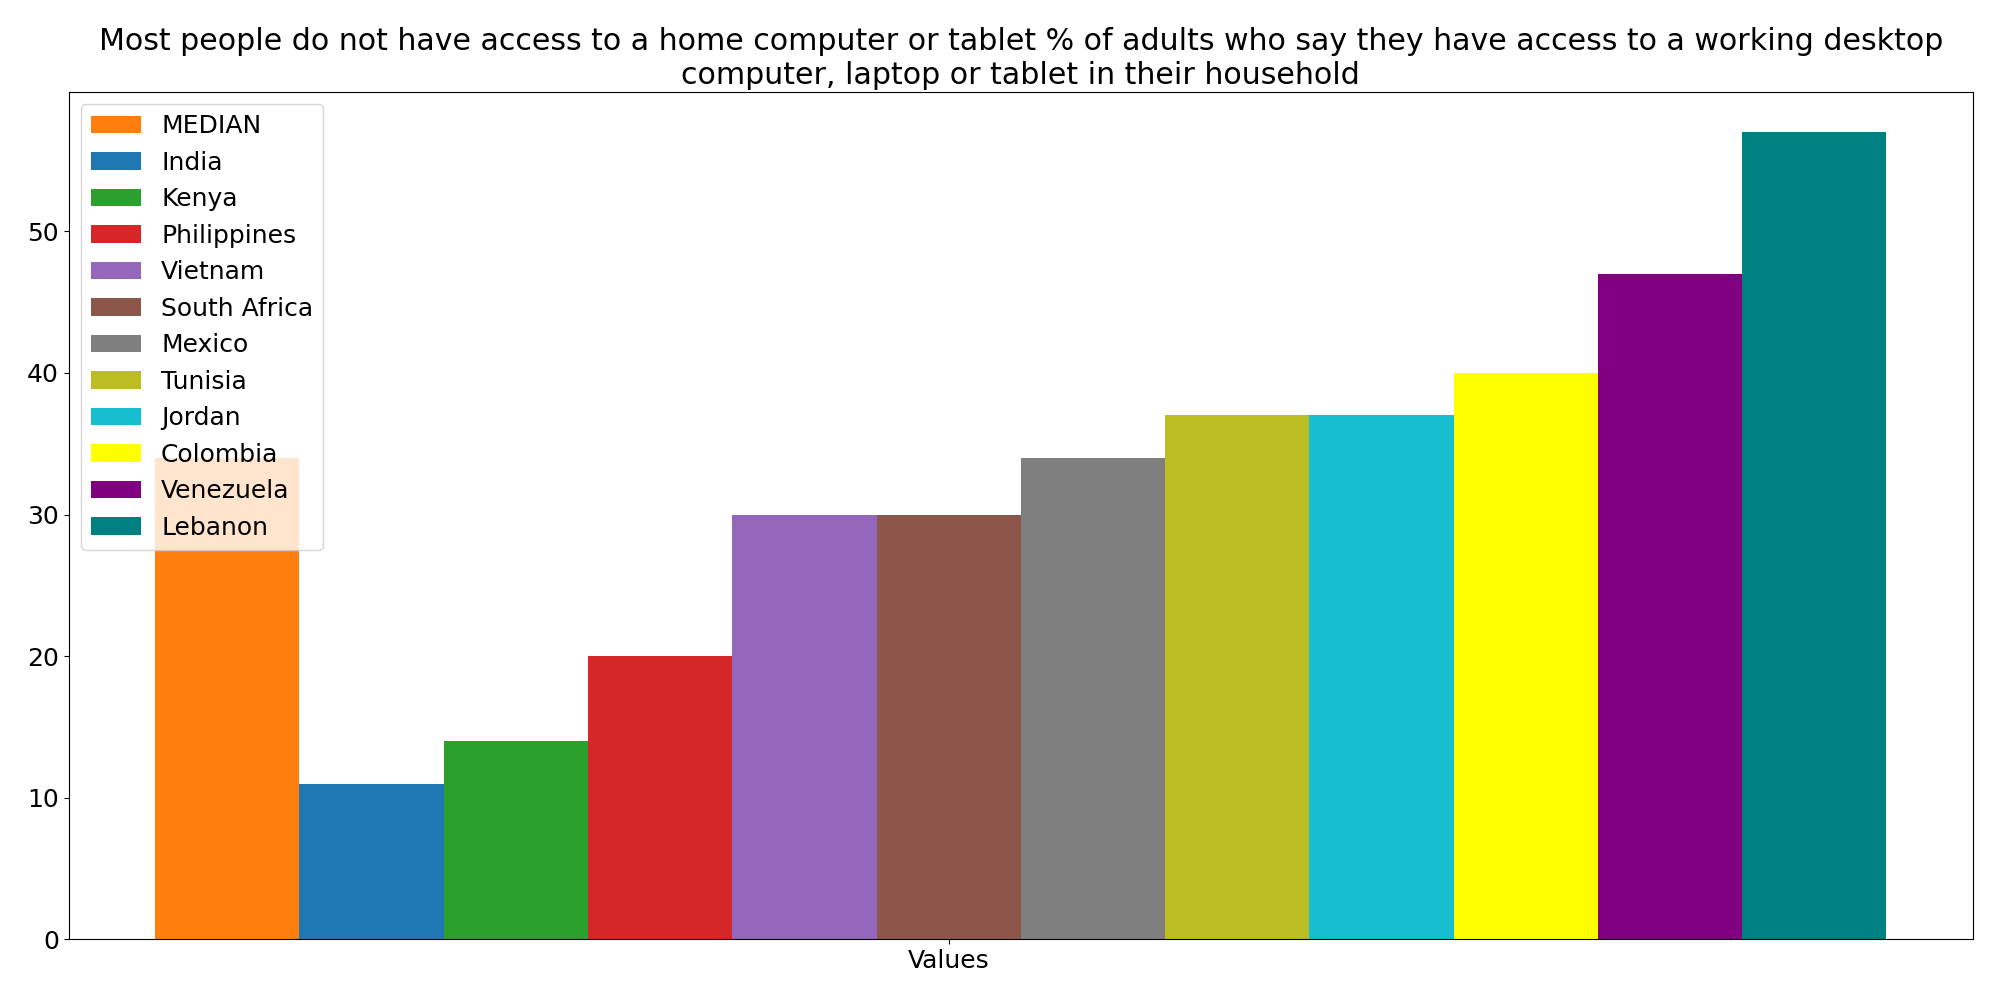 Most people do not have access to a home computer or tablet % of adults who say they have access to a working desktop
computer, laptop or tablet in their household
MEDIAN
India
Kenya
Philippines
Vietnam
South Africa
Mexico
Tunisia
Jordan
Colombia
Venezuela
Lebanon
50
40
30
20
10
0
Values